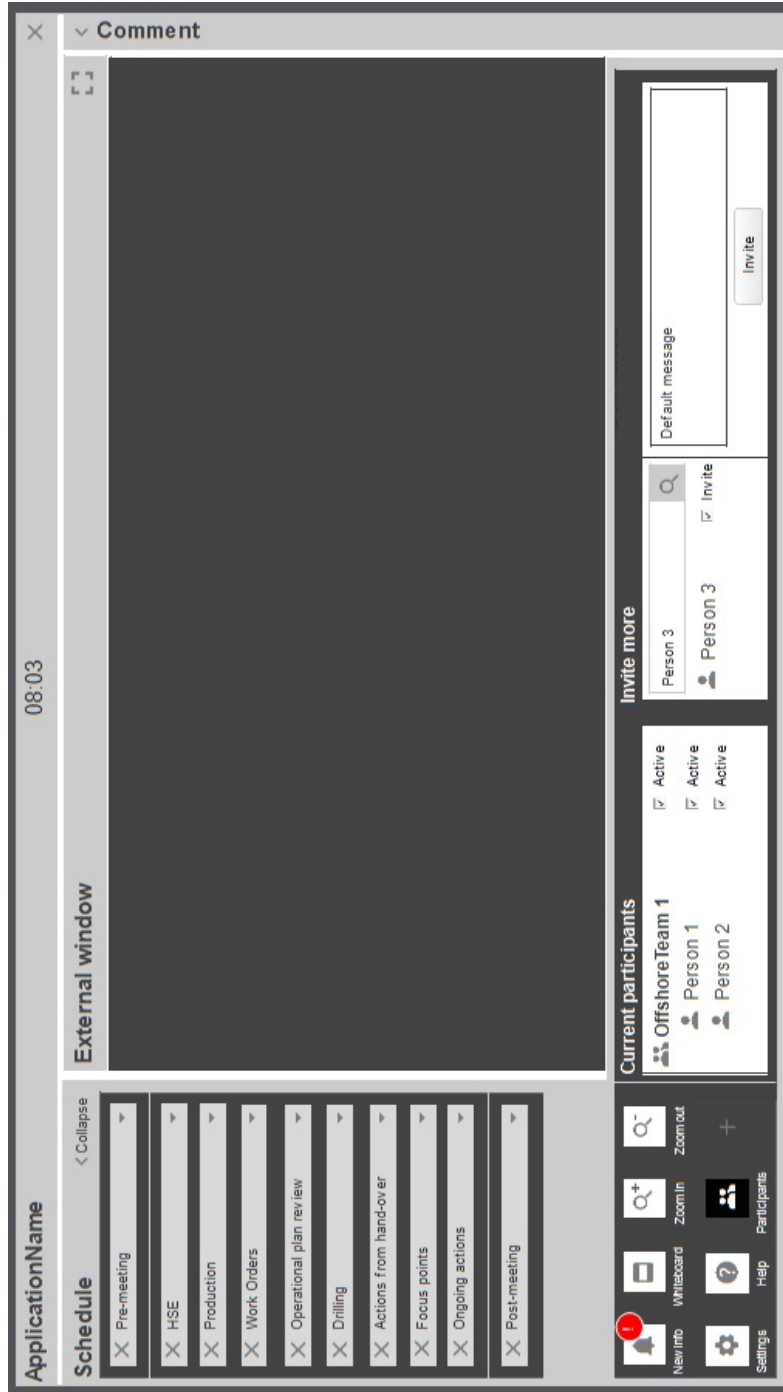 ApplicationName
08:03
Schedule
Collapse
Pre-meeting
HSE
Production
Work Orders
Operational plan review
Drilling
Actions from hand-over
Focus points
Ongoing actions
Post-meeting
External window
Comment
New Info
Whiteboard
Zoom In
Zoom out
Settings
Help
Participants
Current participants
OffshoreTeam 1
Active
Person 1
Active
Person 2
Active
Invite more
Person 3
Person 3
Invite
Default message
Invite